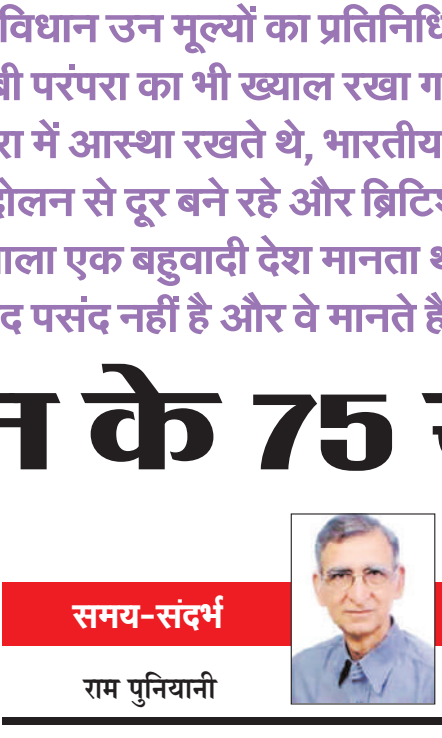 विधान उन मूल्यों का प्रतिनिधि
बी परंपरा का भी ख्याल रखा ग
रा में आस्था रखते थे, भारतीय
दोलन से दूर बने रहे और ब्रिटिश
ाला एक बहुवादी देश मानता थ
द पसंद नहीं है और वे मानते है
न के 75
समय-संदर्भ
राम पुनियानी